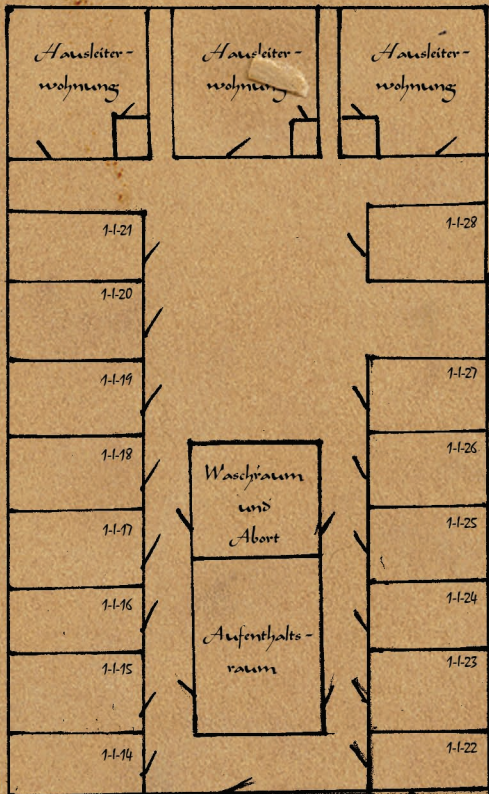 Hausleiter-
wohnung
Hausleiter-
wohnung
Hausleiter-
wohnung
1-I-21
1-I-28
1-I-20
1-I-19
1-I-27
1-I-18
1-I-26
Waschraum
und
Abort
1-I-17
1-I-25
1-I-16
1-I-24
Aufenthalts-
raum
1-I-15
1-I-23
1-I-14
1-I-22